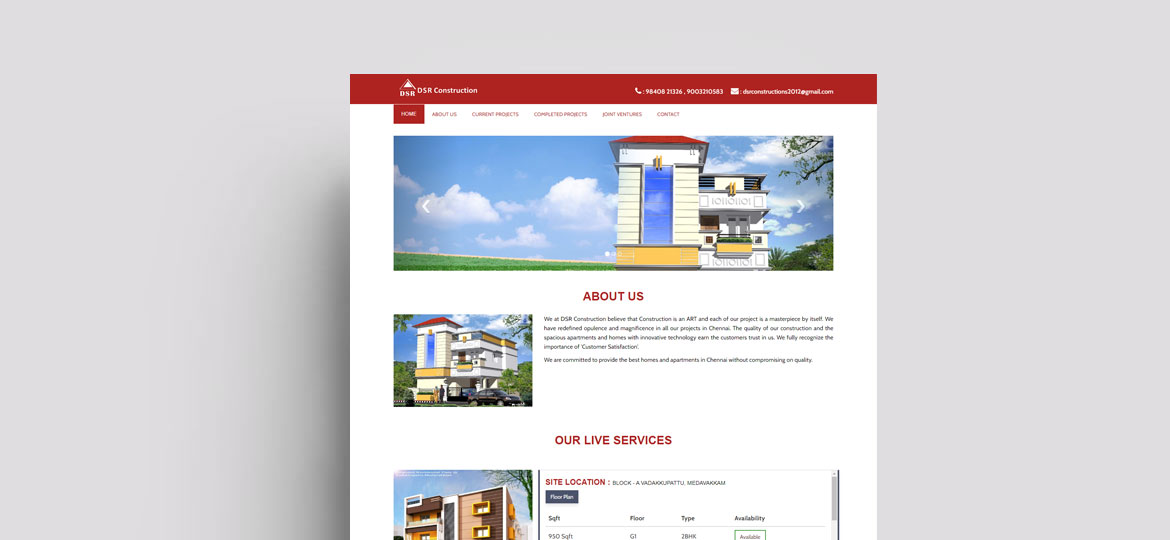 DSR DSR Construction
: 98408 21326 , 9003210583 : dsrconstructions2012@gmail.com
HOME ABOUT US CURRENT PROJECTS COMPLETED PROJECTS JOINT VENTURES CONTACT
ABOUT US
We at DSR Construction believe that Construction is an ART and each of our project is a masterpiece by itself. We
have redefined opulence and magnificence in all our projects in Chennai. The quality of our construction and the
spacious apartments and homes with innovative technology earn the customers trust in us. We fully recognize the
importance of 'Customer Satisfaction'.
We are committed to provide the best homes and apartments in Chennai without compromising on quality.
OUR LIVE SERVICES
SITE LOCATION : BLOCK - A VADAKKUPATTU, MEDAVAKKAM
Floor Plan
Sqft Floor Type Availability
950 Sqft G1 2BHK Available